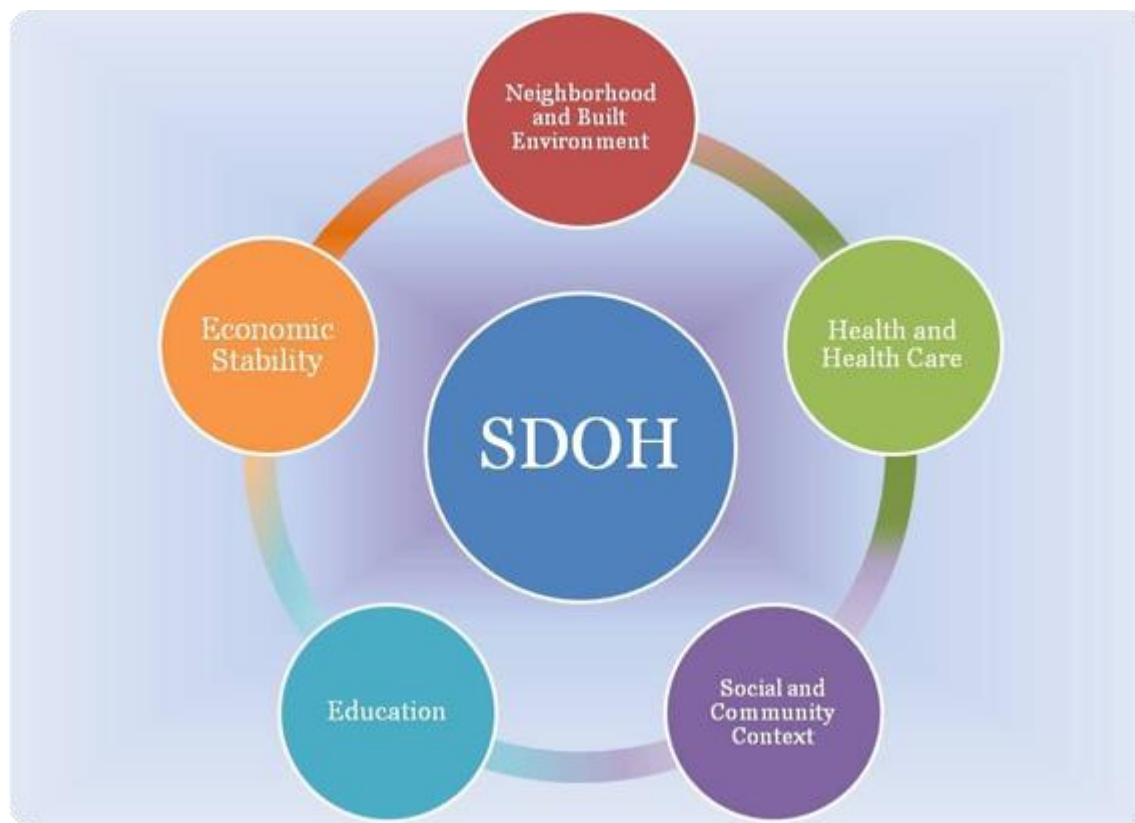 Neighborhood
and Built
Environment
Economic
Stability
Health and
Health Care
SDOH
Education
Social and
Community
Context